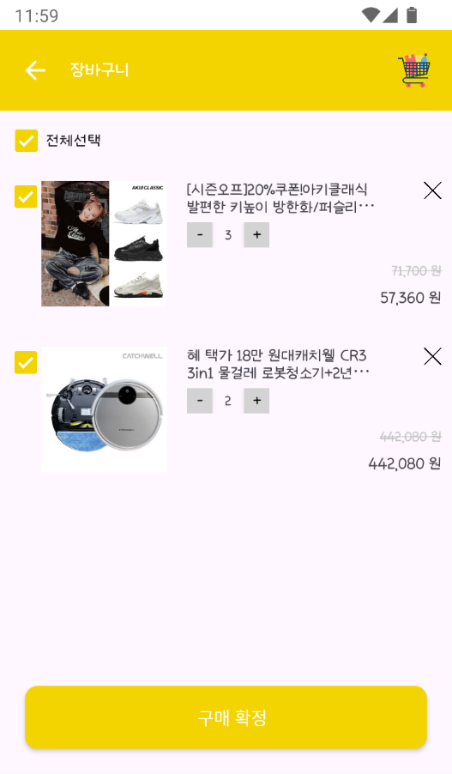 11:59
장바구니
전체선택
AKIII CLASSIC
[시즌오프]20%쿠폰!아키클래식
발편한 키높이 방한화/퍼슬리···
- 3 +
71,700 원
57,360 원
CATCHWELL
혜 택가 18만 원대캐치웰 CR3
3in1 물걸레 로봇청소기+2년···
- 2 +
442,080 원
442,080 원
구매 확정